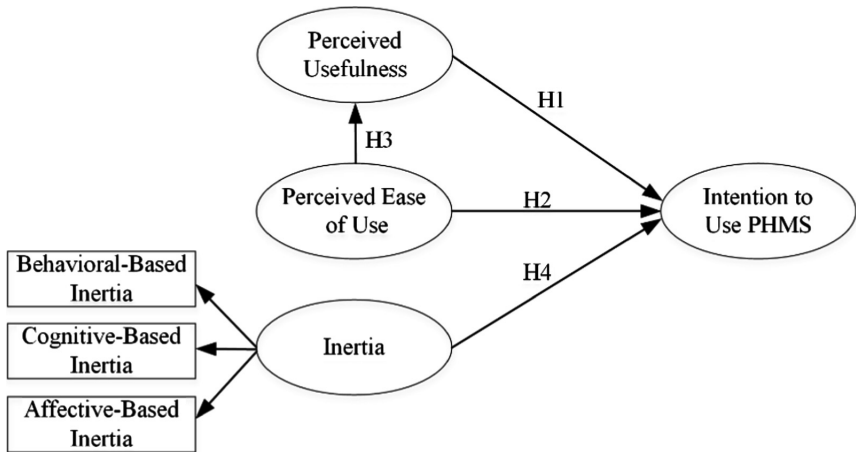 Perceived
Usefulness
H1
H3
Perceived Ease
of Use
H2
Intention to
Use PHMS
H4
Behavioral-Based
Inertia
Cognitive-Based
Inertia
Affective-Based
Inertia
Inertia